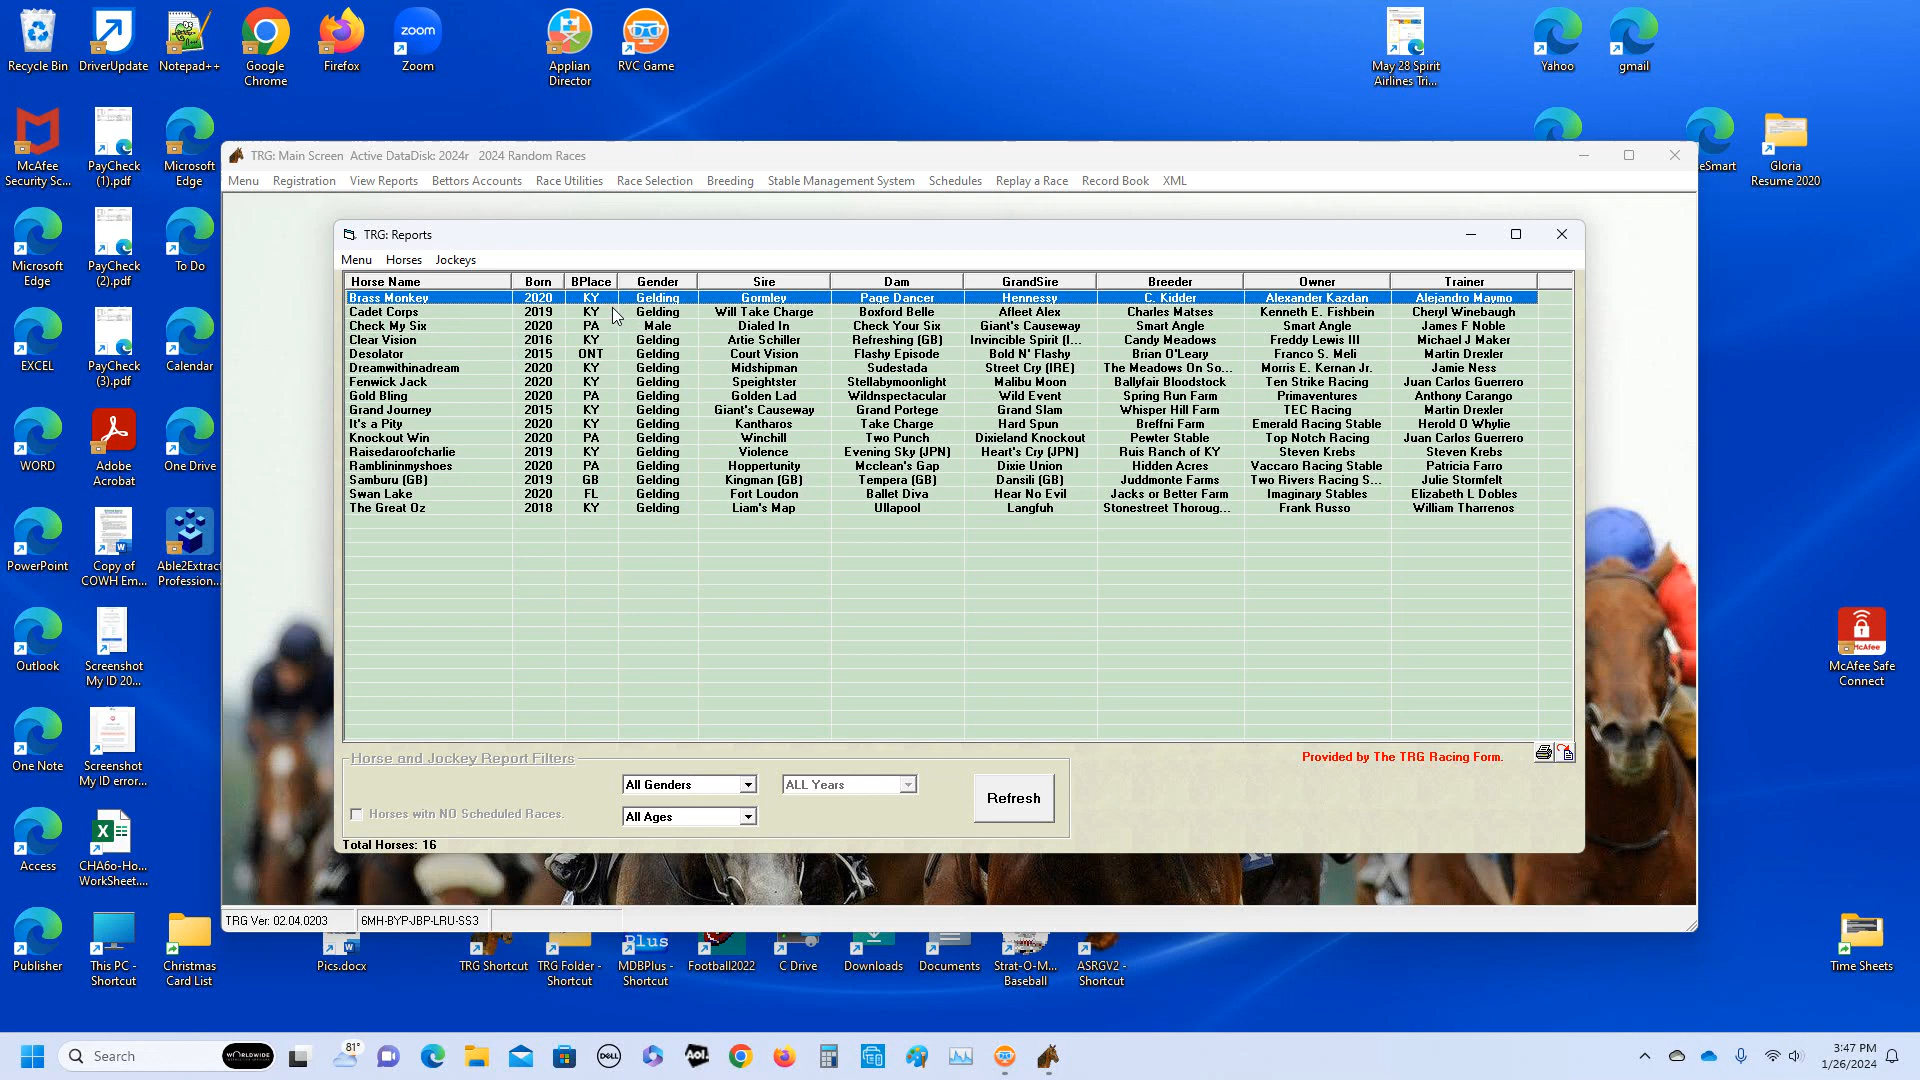 Recycle Bin
DriverUpdate
Notepad++
Google Chrome
Firefox
zoom
Zoom
Applian Director
RVC Game
May 28 Spirit Airlines Tri...
Yahoo
gmail
McAfee Security Sc...
PayCheck (1).pdf
Microsoft Edge
eSmart
Gloria Resume 2020
Microsoft Edge
PayCheck (2).pdf
To Do
EXCEL
PayCheck (3).pdf
Calendar
WORD
Adobe Acrobat
One Drive
PowerPoint
Copy of COWH Em...
Able2Extract Profession...
Outlook
Screenshot My ID 20...
One Note
Screenshot My ID error...
Access
CHA6o-Ho... WorkSheet....
Publisher
This PC - Shortcut
Christmas Card List
McAfee
McAfee Safe Connect
Time Sheets
TRG: Main Screen Active DataDisk: 2024r 2024 Random Races
Menu Registration View Reports Bettors Accounts Race Utilities Race Selection Breeding Stable Management System Schedules Replay a Race Record Book XML
TRG: Reports
Menu Horses Jockeys
Horse Name Born BPlace Gender Sire Dam GrandSire Breeder Owner Trainer
Brass Monkey 2020 KY Gelding Gormley Page Dancer Hennessy C. Kidder Alexander Kazdan Alejandro Maymo
Cadet Corps 2019 KY Gelding Will Take Charge Boxford Belle Afleet Alex Charles Matses Kenneth E. Fishbein Cheryl Winebaugh
Check My Six 2020 PA Male Dialed In Check Your Six Giant's Causeway Smart Angle Smart Angle James F Noble
Clear Vision 2016 KY Gelding Artie Schiller Refreshing (GB) Invincible Spirit (I... Candy Meadows Freddy Lewis III Michael J Maker
Desolator 2015 ONT Gelding Court Vision Flashy Episode Bold N' Flashy Brian O'Leary Franco S. Meli Martin Drexler
Dreamwithinadream 2020 KY Gelding Midshipman Sudestada Street Cry (IRE) The Meadows On So... Morris E. Kernan Jr. Jamie Ness
Fenwick Jack 2020 KY Gelding Speightster Stellabymoonlight Malibu Moon Ballyfair Bloodstock Ten Strike Racing Juan Carlos Guerrero
Gold Bling 2020 PA Gelding Golden Lad Wildnspectacular Wild Event Spring Run Farm Primaventures Anthony Carango
Grand Journey 2015 KY Gelding Giant's Causeway Grand Portege Grand Slam Whisper Hill Farm TEC Racing Martin Drexler
It's a Pity 2020 KY Gelding Kantharos Take Charge Hard Spun Breffni Farm Emerald Racing Stable Herold O Whylie
Knockout Win 2020 PA Gelding Winchill Two Punch Dixieland Knockout Pewter Stable Top Notch Racing Juan Carlos Guerrero
Raisedaroofcharlie 2019 KY Gelding Violence Evening Sky (JPN) Heart's Cry (JPN) Ruis Ranch of KY Steven Krebs Steven Krebs
Ramblininmyshoes 2020 PA Gelding Hoppertunity Mcclean's Gap Dixie Union Hidden Acres Vaccaro Racing Stable Patricia Farro
Samburu (GB) 2019 GB Gelding Kingman (GB) Tempera (GB) Dansili (GB) Juddmonte Farms Two Rivers Racing S... Julie Stormfelt
Swan Lake 2020 FL Gelding Fort Loudon Ballet Diva Hear No Evil Jacks or Better Farm Imaginary Stables Elizabeth L Dobles
The Great Oz 2018 KY Gelding Liam's Map Ullapool Langfuh Stonestreet Thoroug... Frank Russo William Tharrenos
Horse and Jockey Report Filters
Provided by The TRG Racing Form.
All Genders
ALL Years
Refresh
Horses with NO Scheduled Races.
All Ages
Total Horses: 16
TRG Ver: 02.04.0203
6MH-BYP-JBP-LRU-SS3
Pics.docx
TRG Shortcut
TRG Folder - Shortcut
Plus
MDBPlus - Shortcut
Football2022
C Drive
Downloads
Documents
Strat-O-M... Baseball
ASRGV2 - Shortcut
Search
WORLDWIDE
81°
DELL
Aol.
3:47 PM
1/26/2024